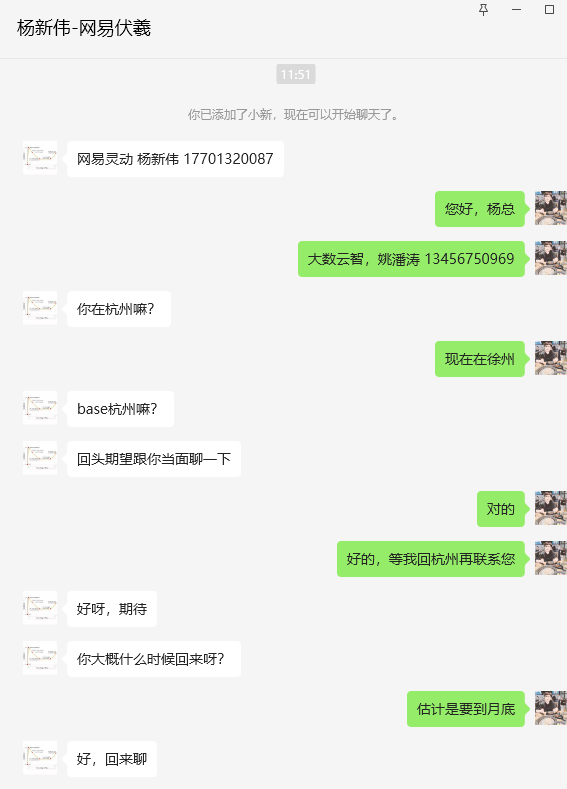 杨新伟-网易伏羲
11:51
你已添加了小新，现在可以开始聊天了。
网易灵动 杨新伟 17701320087
您好，杨总
大数云智，姚潘涛 13456750969
你在杭州嘛？
现在在徐州
base杭州嘛？
回头期望跟你当面聊一下
对的
好的，等我回杭州再联系您
好呀，期待
你大概什么时候回来呀？
估计是要到月底
好，回来聊